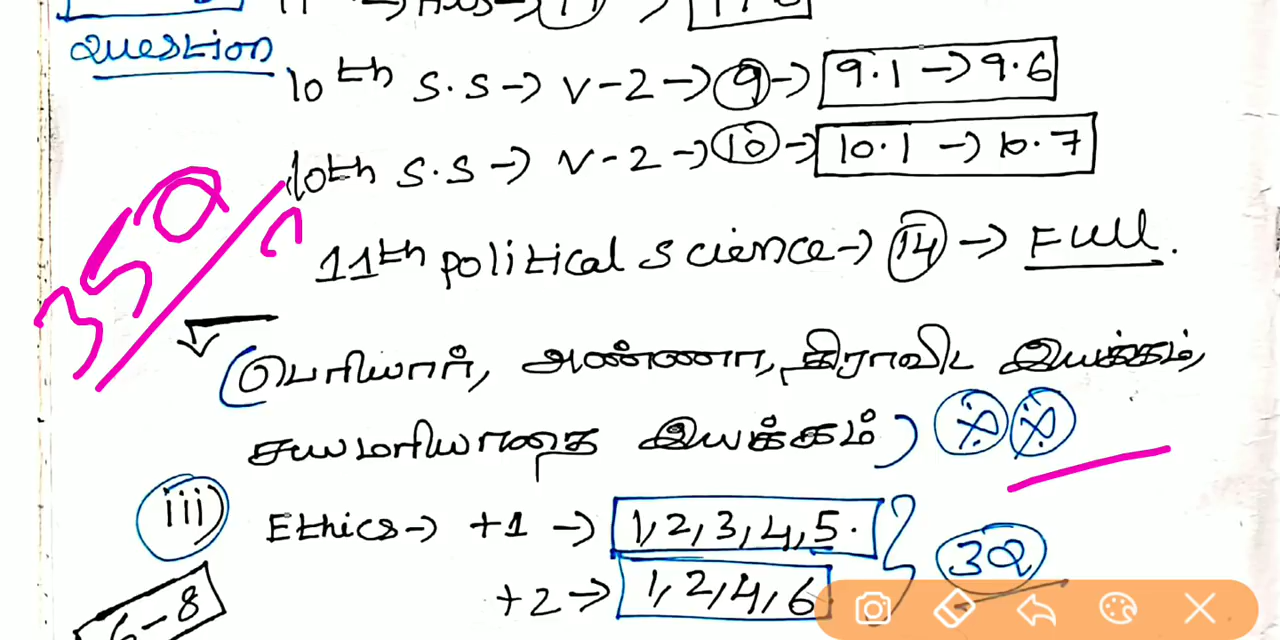 Question
10th S.S → V-2 → 9 → 9.1 → 9.6
10th S.S → V-2 → 10 → 10.1 → 10.7
350/
11th political Science → 14 → Full.
(பெரியார், அண்ணா, திராவிட இயக்கம்,
சுயமரியாதை இயக்கம்)
iii) Ethics → +1 → 1,2,3,4,5.
+2 → 1,2,4,6
3Q
6-8